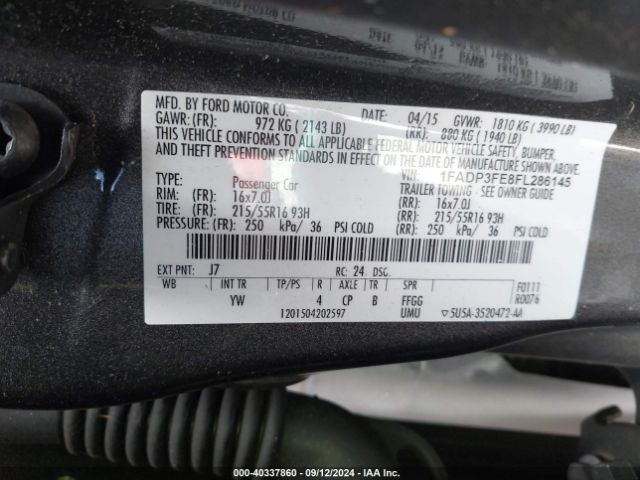 MFD. BY FORD MOTOR CO.
DATE: 04/15 GVWR: 1810 KG ( 3990 LB)
GAWR: (FR): 972 KG ( 2143 LB) (RR): 880 KG ( 1940 LB)
THIS VEHICLE CONFORMS TO ALL APPLICABLE FEDERAL MOTOR VEHICLE SAFETY, BUMPER,
AND THEFT PREVENTION STANDARDS IN EFFECT ON THE DATE OF MANUFACTURE SHOWN ABOVE.
VIN: 1FADP3FE8FL286145
TYPE: Passenger Car TRAILER TOWING - SEE OWNER GUIDE
RIM: (FR): 16x7.0J (RR): 16x7.0J
TIRE: (FR): 215/55R16 93H (RR): 215/55R16 93H
PRESSURE: (FR): 250 kPa/ 36 PSI COLD (RR): 250 kPa/ 36 PSI COLD
EXT PNT: J7 RC: 24 DSO:
WB INT TR TP/PS R AXLE TR SPR F0111
YW 4 CP B FFGG R0076
1201504202597 UMU 5U5A-3520472-AA
000-40337860 - 09/12/2024 - IAA Inc.